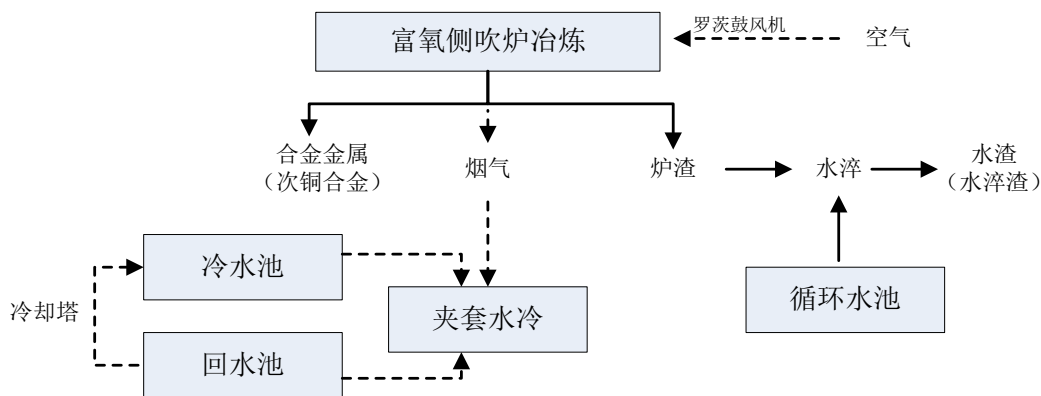 富氧侧吹炉冶炼
罗茨鼓风机
空气
合金金属
（次铜合金）
烟气
炉渣
水淬
水渣
（水淬渣）
冷水池
冷却塔
夹套水冷
循环水池
回水池